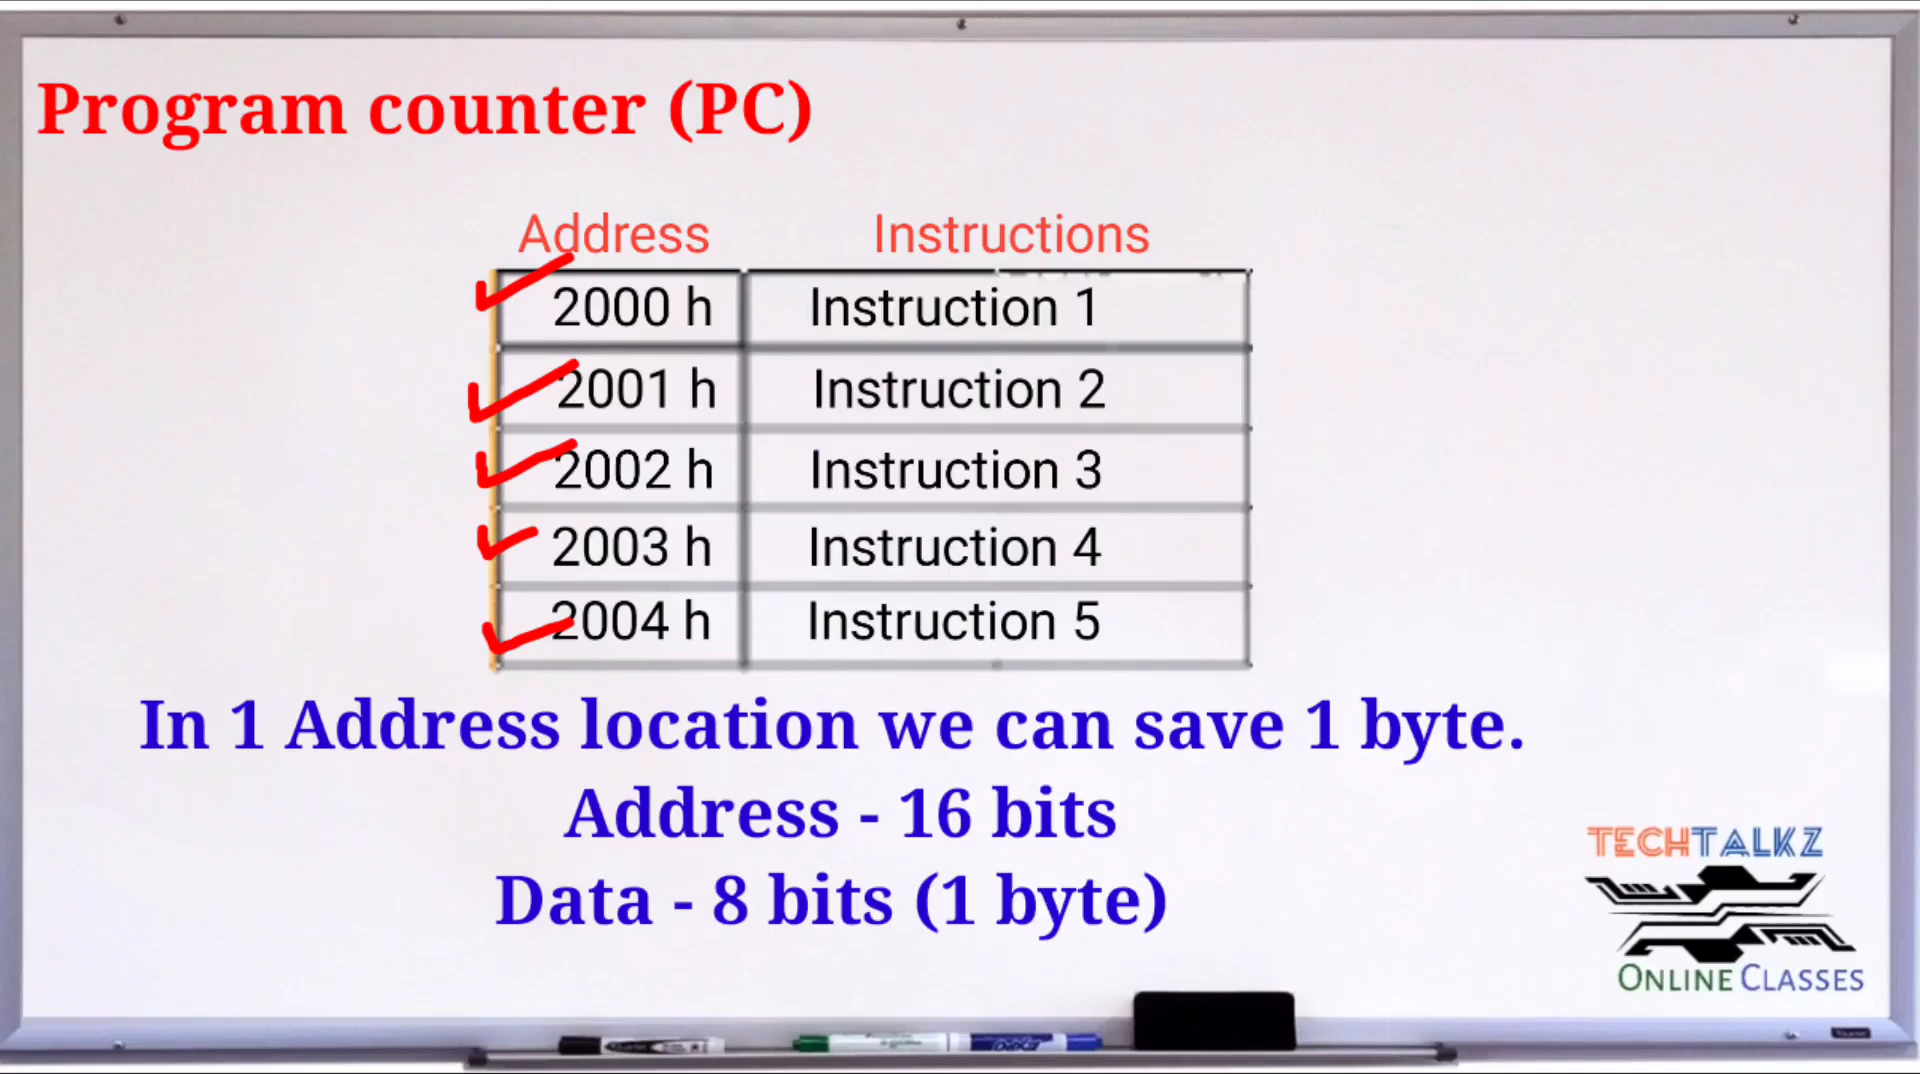 Program counter (PC)
Address Instructions
2000 h Instruction 1
2001 h Instruction 2
2002 h Instruction 3
2003 h Instruction 4
2004 h Instruction 5
In 1 Address location we can save 1 byte.
Address - 16 bits
Data - 8 bits (1 byte)
TECHTALKZ
ONLINE CLASSES